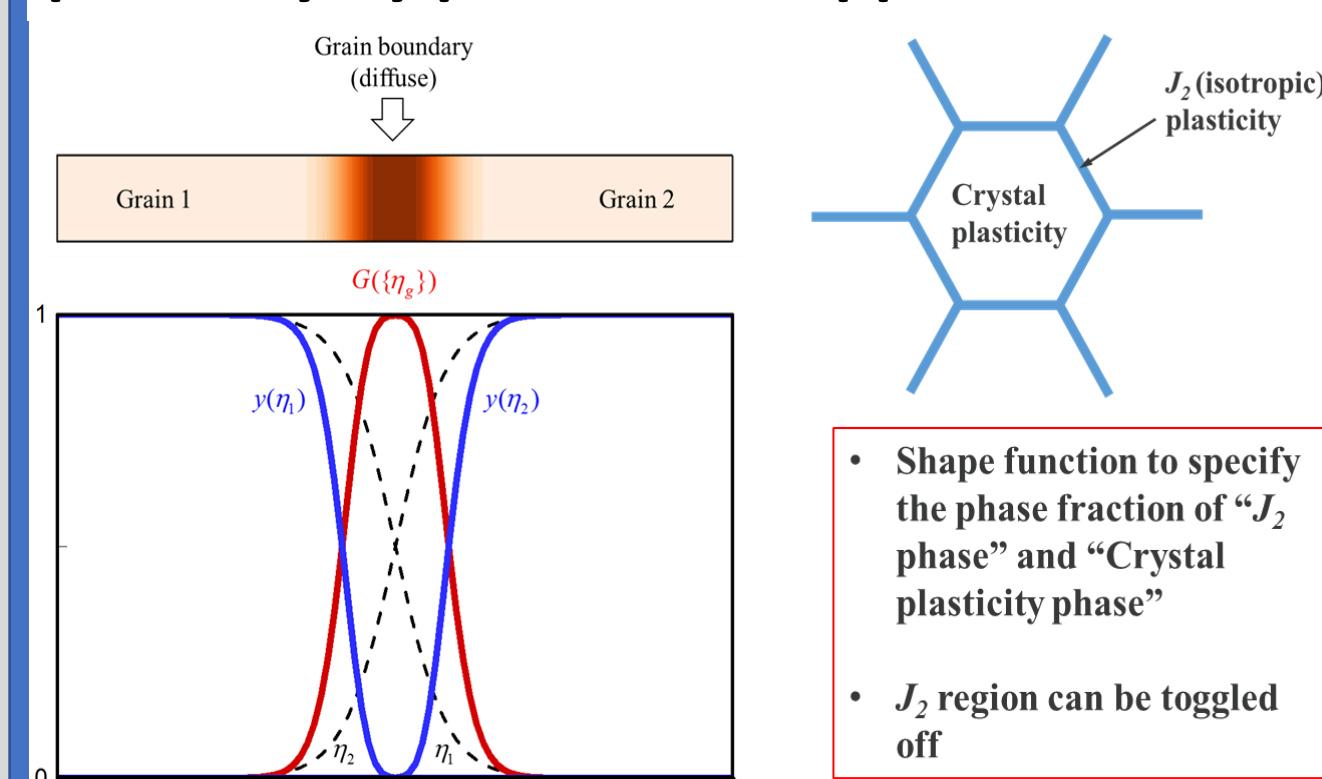 Grain boundary
(diffuse)
Grain 1
Grain 2
G({η_g})
1
y(η₁)
y(η₂)
η₂
η₁
0
J₂ (isotropic)
plasticity
Crystal
plasticity
• Shape function to specify
the phase fraction of “J₂
phase” and “Crystal
plasticity phase”
• J₂ region can be toggled
off